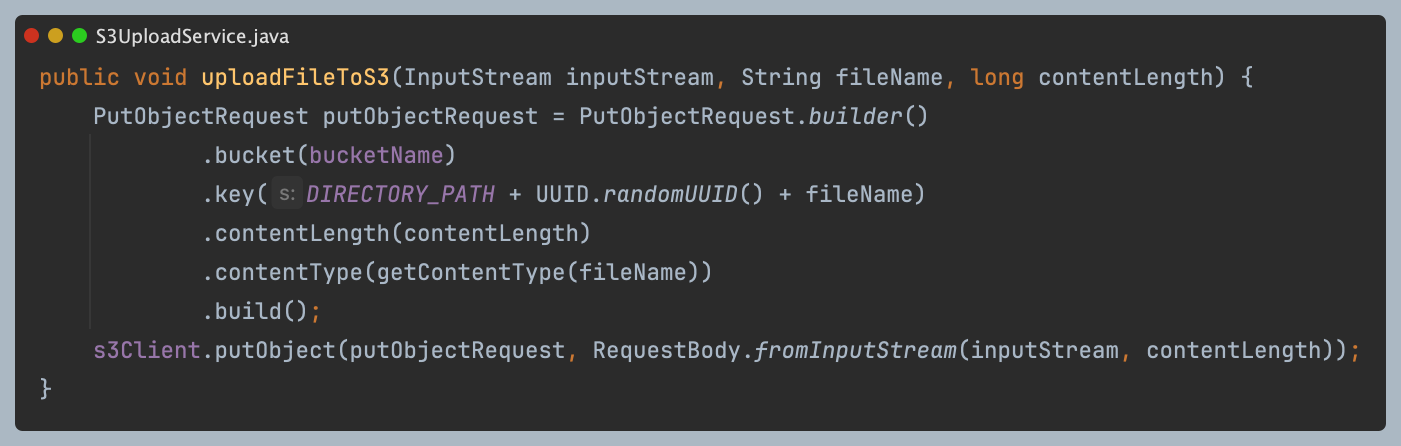 S3UploadService.java
public void uploadFileToS3(InputStream inputStream, String fileName, long contentLength) {
PutObjectRequest putObjectRequest = PutObjectRequest.builder()
.bucket(bucketName)
.key( s: DIRECTORY_PATH + UUID.randomUUID() + fileName)
.contentLength(contentLength)
.contentType(getContentType(fileName))
.build();
s3Client.putObject(putObjectRequest, RequestBody.fromInputStream(inputStream, contentLength));
}